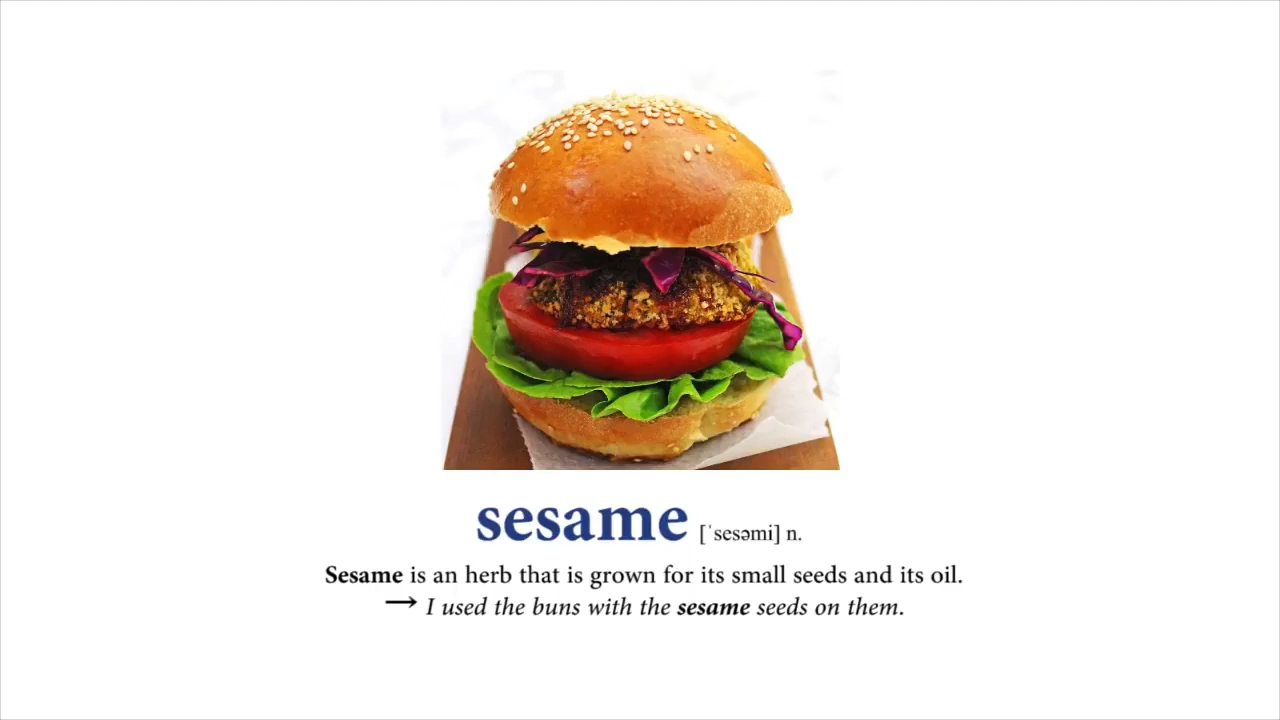 sesame [ˈsesəmi] n.
Sesame is an herb that is grown for its small seeds and its oil.
→ I used the buns with the sesame seeds on them.